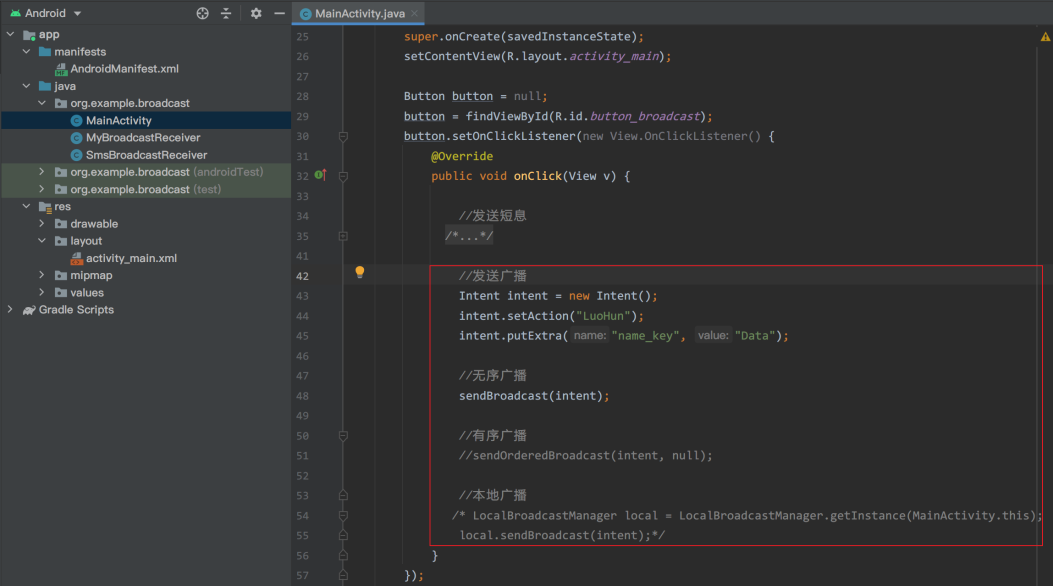 Android
MainActivity.java
app
manifests
AndroidManifest.xml
java
org.example.broadcast
MainActivity
MyBroadcastReceiver
SmsBroadcastReceiver
org.example.broadcast (androidTest)
org.example.broadcast (test)
res
drawable
layout
activity_main.xml
mipmap
values
Gradle Scripts
25 super.onCreate(savedInstanceState);
26 setContentView(R.layout.activity_main);
27
28 Button button = null;
29 button = findViewById(R.id.button_broadcast);
30 button.setOnClickListener(new View.OnClickListener() {
31 @Override
32 public void onClick(View v) {
33
34 //发送短息
35 /*...*/
41
42 //发送广播
43 Intent intent = new Intent();
44 intent.setAction("LuoHun");
45 intent.putExtra( name: "name_key", value: "Data");
46
47 //无序广播
48 sendBroadcast(intent);
49
50 //有序广播
51 //sendOrderedBroadcast(intent, null);
52
53 //本地广播
54 /* LocalBroadcastManager local = LocalBroadcastManager.getInstance(MainActivity.this);
55 local.sendBroadcast(intent);*/
56 }
57 });